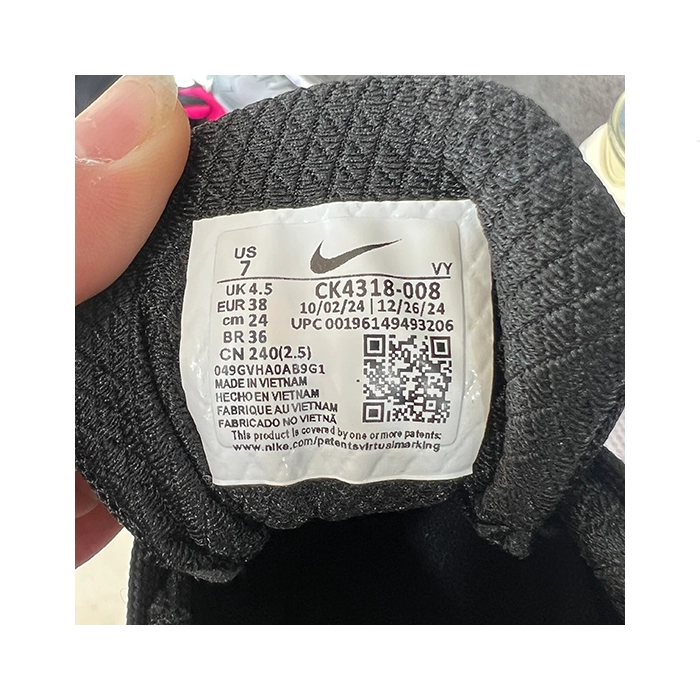 US
7
VY
UK 4.5
EUR 38
cm 24
BR 36
CN 240(2.5)
CK4318-008
10/02/24 | 12/26/24
UPC 00196149493206
049GVHA0AB9G1
MADE IN VIETNAM
HECHO EN VIETNAM
FABRIQUE AU VIETNAM
FABRICADO NO VIETNÃ
This product is covered by one or more patents:
www.nike.com/patentsvirtualmarking